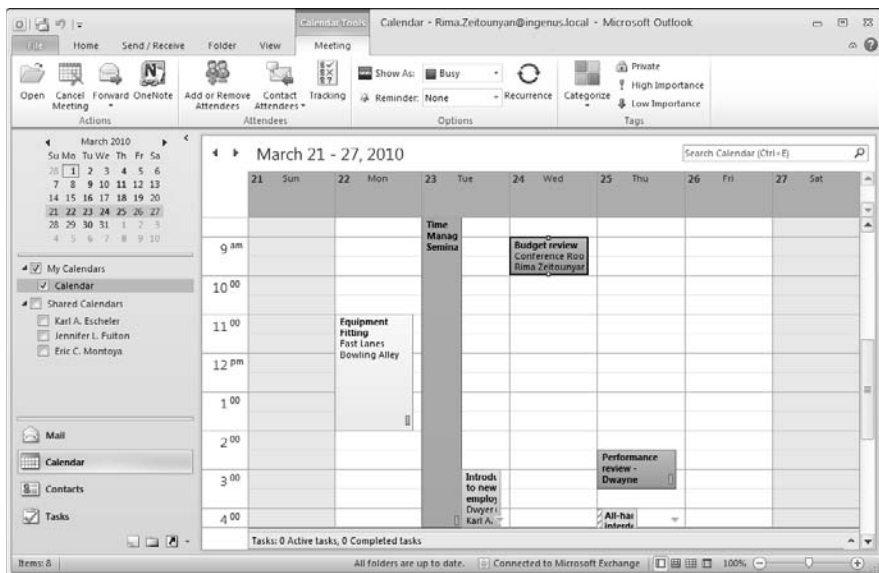 Calendar Tools
Calendar - Rima.Zeitounyan@ingenus.local - Microsoft Outlook
File Home Send / Receive Folder View Meeting
Open Cancel Meeting Forward OneNote
Actions
Add or Remove Attendees Contact Attendees Tracking
Attendees
Show As: Busy
Reminder: None
Recurrence
Options
Categorize
Private
High Importance
Low Importance
Tags
March 2010
Su Mo Tu We Th Fr Sa
28 1 2 3 4 5 6
7 8 9 10 11 12 13
14 15 16 17 18 19 20
21 22 23 24 25 26 27
28 29 30 31 1 2 3
4 5 6 7 8 9 10
My Calendars
Calendar
Shared Calendars
Karl A. Escheler
Jennifer L. Fulton
Eric C. Montoya
Mail
Calendar
Contacts
Tasks
March 21 - 27, 2010
Search Calendar (Ctrl+E)
21 Sun 22 Mon 23 Tue 24 Wed 25 Thu 26 Fri 27 Sat
9 am
10 00
11 00
12 pm
1 00
2 00
3 00
4 00
Equipment
Fitting
Fast Lanes
Bowling Alley
Time
Manag
Semina
Introdu
to new
employ
Dwyer
Karl A.
Budget review
Conference Roo
Rima Zeitounyar
Performance
review -
Dwayne
All-han
interde
Tasks: 0 Active tasks, 0 Completed tasks
Items: 8
All folders are up to date. Connected to Microsoft Exchange 100%